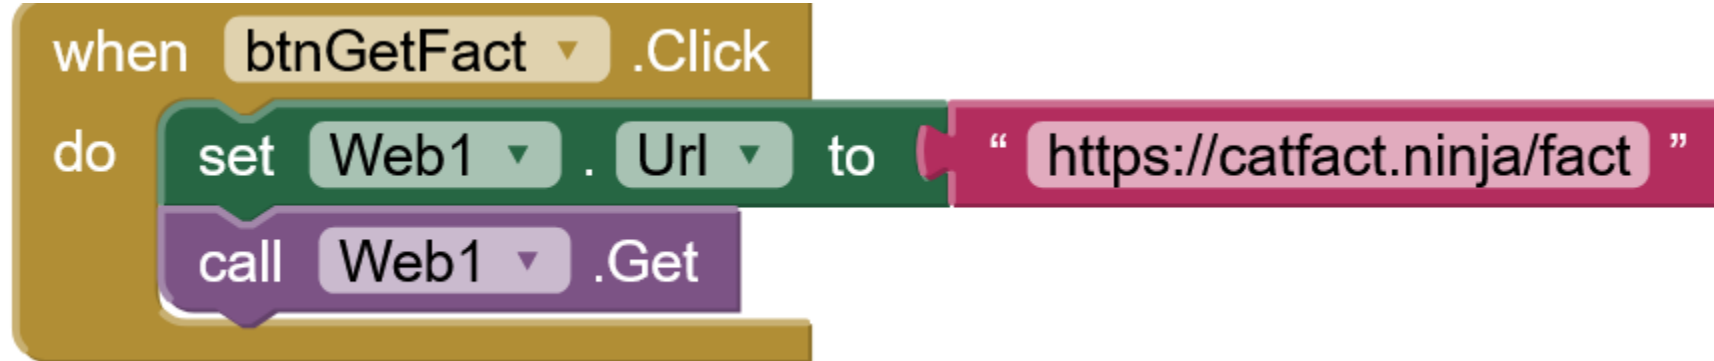 when btnGetFact .Click
do set Web1 . Url to “ https://catfact.ninja/fact ”
call Web1 .Get